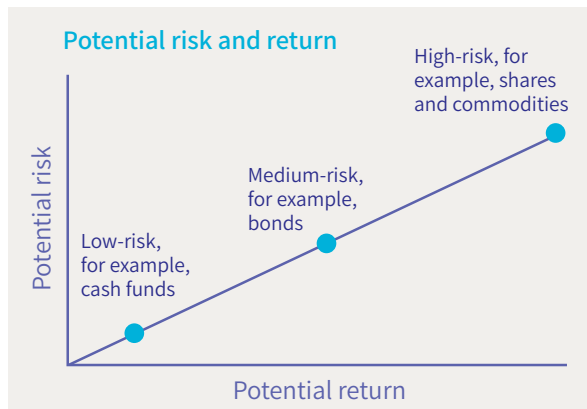 Potential risk and return
High-risk, for
example, shares
and commodities
Medium-risk,
for example,
bonds
Low-risk,
for example,
cash funds
Potential risk
Potential return